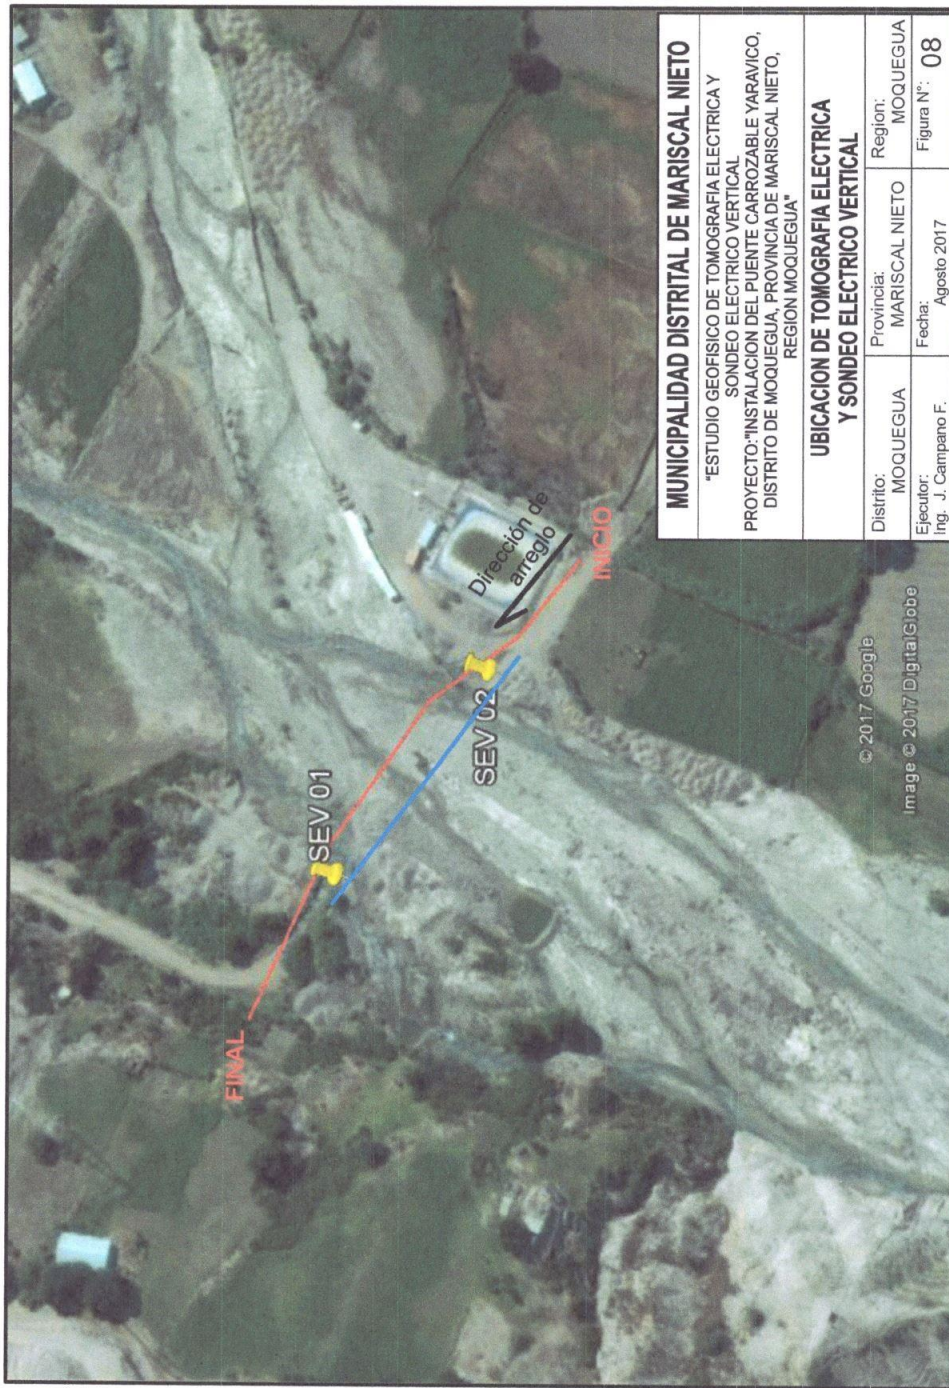 FINAL
SEV 01
SEV 02
Dirección de
arreglo
INICIO
© 2017 Google
Image © 2017 DigitalGlobe
MUNICIPALIDAD DISTRITAL DE MARISCAL NIETO
"ESTUDIO GEOFISICO DE TOMOGRAFIA ELECTRICA Y
SONDEO ELECTRICO VERTICAL
PROYECTO:"INSTALACION DEL PUENTE CARROZABLE YARAVICO,
DISTRITO DE MOQUEGUA, PROVINCIA DE MARISCAL NIETO,
REGION MOQUEGUA"
UBICACION DE TOMOGRAFIA ELECTRICA
Y SONDEO ELECTRICO VERTICAL
Distrito:
MOQUEGUA
Provincia:
MARISCAL NIETO
Region:
MOQUEGUA
Ejecutor:
Ing. J. Campano F.
Fecha:
Agosto 2017
Figura N°: 08